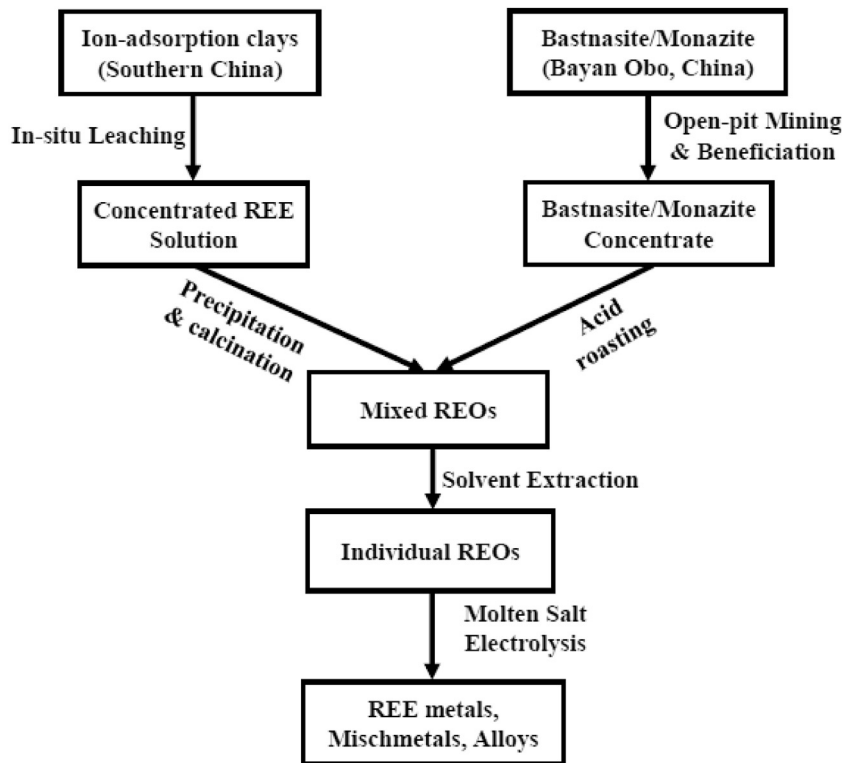 Ion-adsorption clays
(Southern China)
Bastnasite/Monazite
(Bayan Obo, China)
In-situ Leaching
Open-pit Mining
& Beneficiation
Concentrated REE
Solution
Bastnasite/Monazite
Concentrate
Precipitation
& calcination
Acid
roasting
Mixed REOs
Solvent Extraction
Individual REOs
Molten Salt
Electrolysis
REE metals,
Mischmetals, Alloys